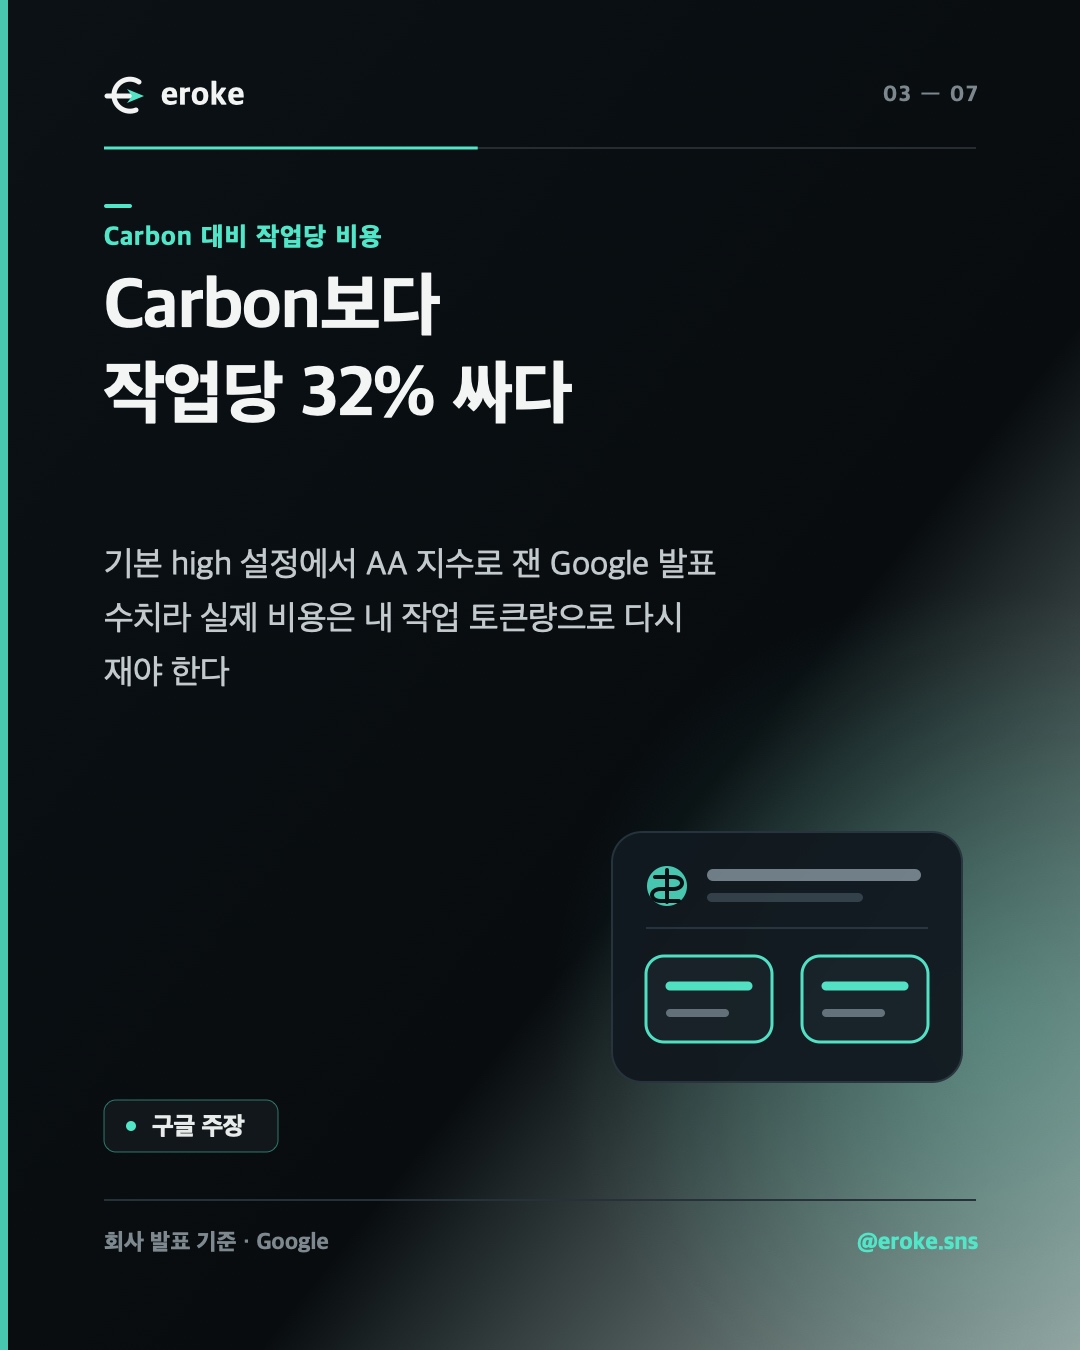 eroke
03 — 07
Carbon 대비 작업당 비용
Carbon보다
작업당 32% 싸다
기본 high 설정에서 AA 지수로 잰 Google 발표
수치라 실제 비용은 내 작업 토큰량으로 다시
재야 한다
구글 주장
회사 발표 기준 · Google
@eroke.sns